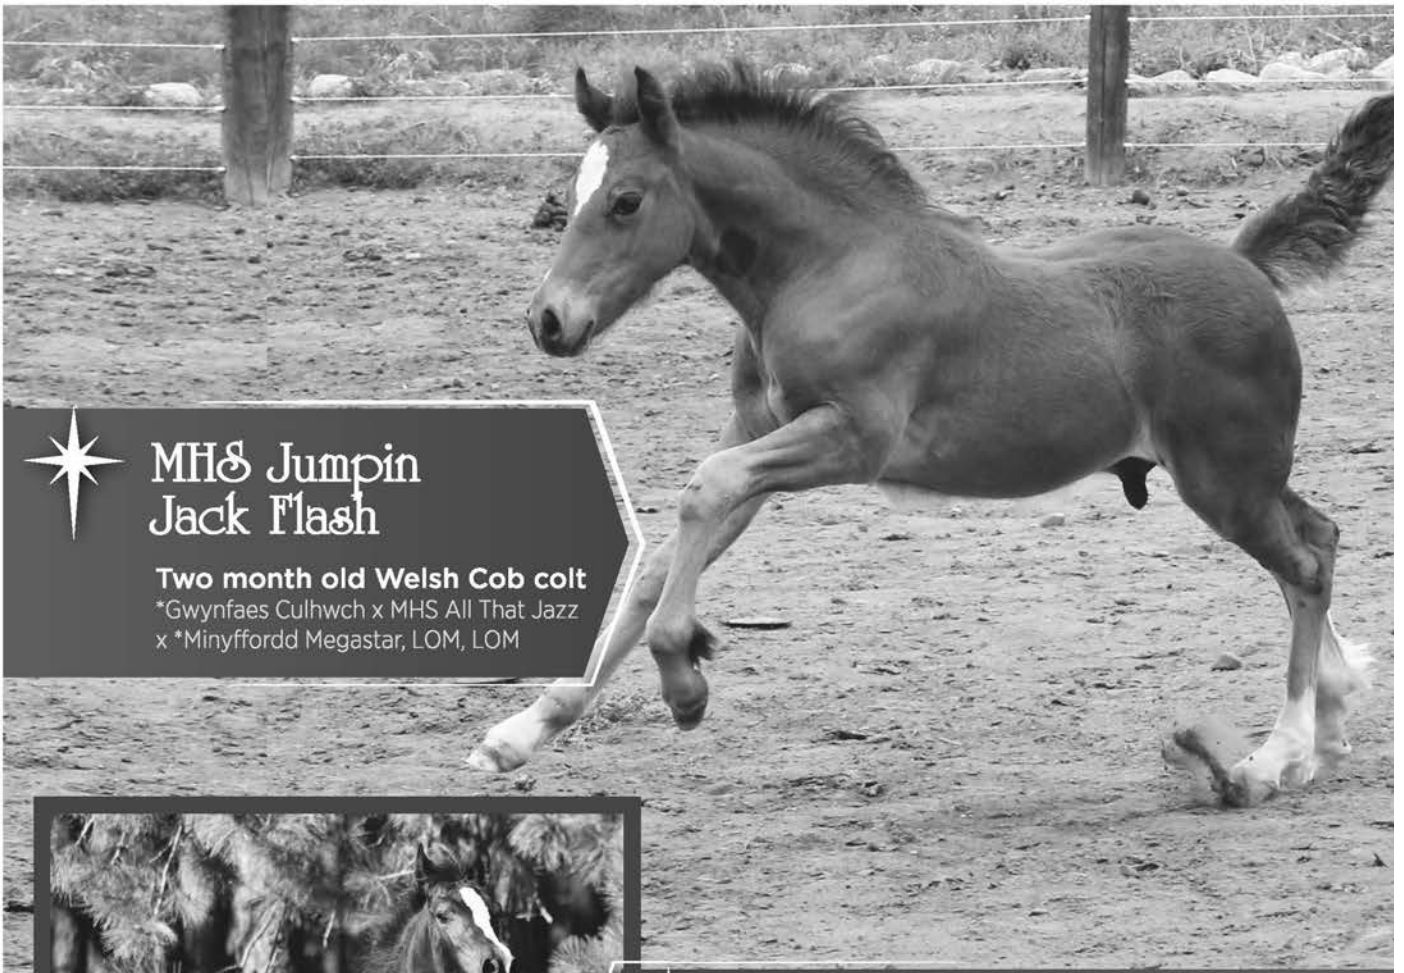 MHS Jumpin
Jack Flash
Two month old Welsh Cob colt
*Gwynfaes Culhwch x MHS All That Jazz
x *Minyffordd Megastar, LOM, LOM